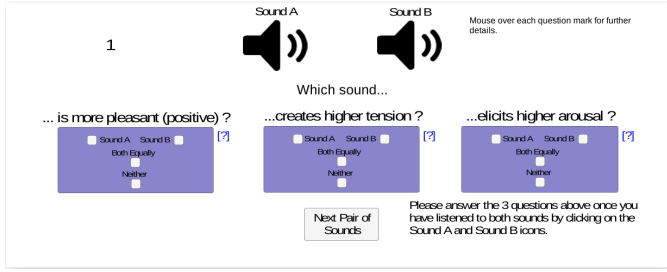 Sound A
Sound B
Mouse over each question mark for further
details.
1
Which sound...
... is more pleasant (positive) ?
...creates higher tension ?
...elicits higher arousal ?
Sound A Sound B [?]
Both Equally
Neither
Sound A Sound B [?]
Both Equally
Neither
Sound A Sound B [?]
Both Equally
Neither
Next Pair of
Sounds
Please answer the 3 questions above once you
have listened to both sounds by clicking on the
Sound A and Sound B icons.